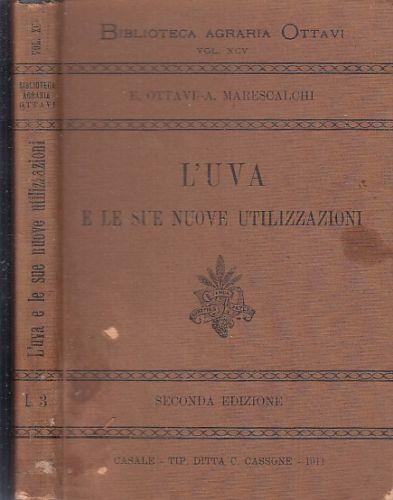 BIBLIOTECA AGRARIA OTTAVI
VOL. XCV
E. OTTAVI-A. MARESCALCHI
L'UVA
E LE SUE NUOVE UTILIZZAZIONI
SECONDA EDIZIONE
CASALE - TIP. DITTA C. CASSONE - 1911
BIBLIOTECA
AGRARIA
OTTAVI
L'uva e le sue nuove utilizzazioni
L. 3